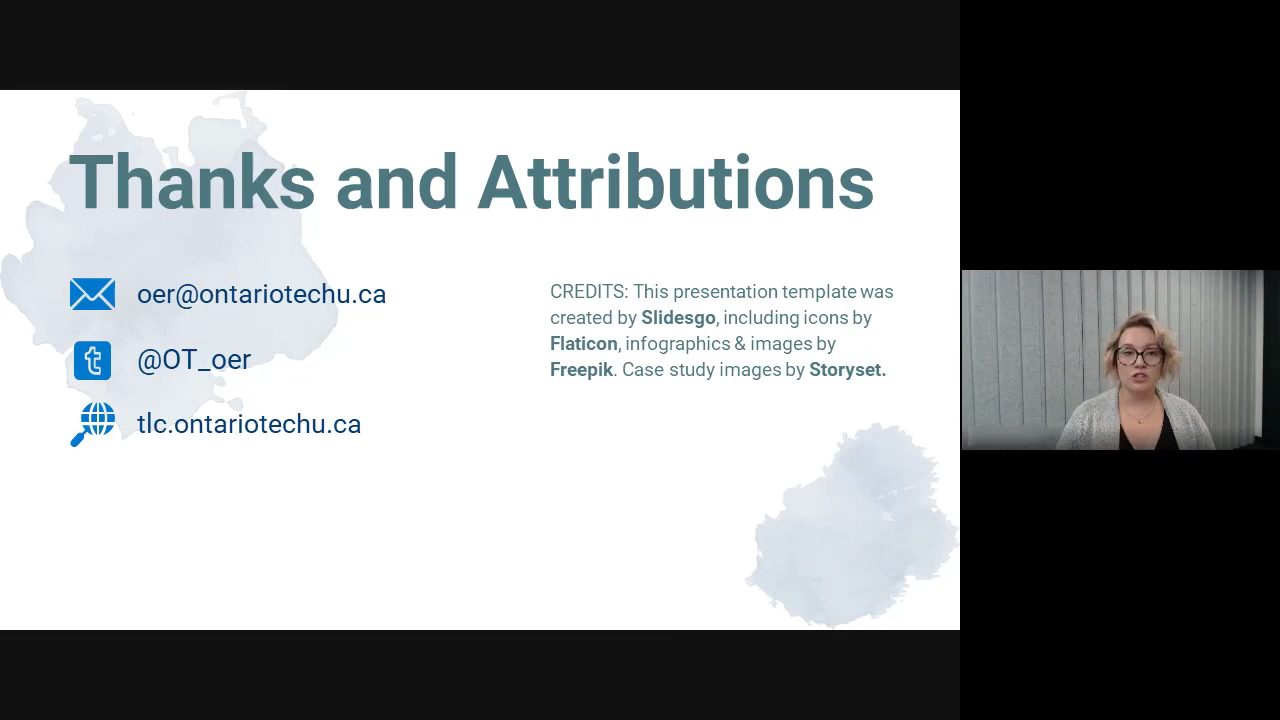 Thanks and Attributions
oer@ontariotechu.ca
@OT_oer
tlc.ontariotechu.ca
CREDITS: This presentation template was
created by Slidesgo, including icons by
Flaticon, infographics & images by
Freepik. Case study images by Storyset.